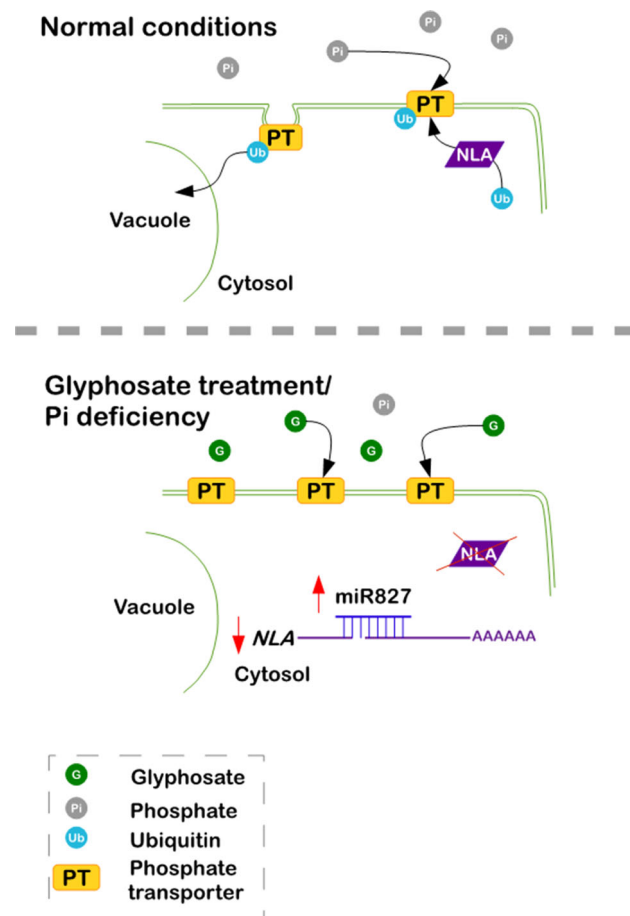 Normal conditions
Pi
Pi
Pi
Pi
PT
Ub
PT
Ub
NLA
Ub
Vacuole
Cytosol
Glyphosate treatment/
Pi deficiency
Pi
G
G
G
G
PT
PT
PT
NLA
Vacuole
miR827
NLA
AAAAAA
Cytosol
G Glyphosate
Pi Phosphate
Ub Ubiquitin
PT Phosphate
transporter